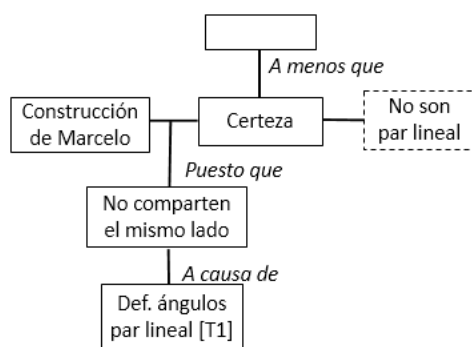 A menos que
Construcción
de Marcelo
Certeza
No son
par lineal
Puesto que
No comparten
el mismo lado
A causa de
Def. ángulos
par lineal [T1]